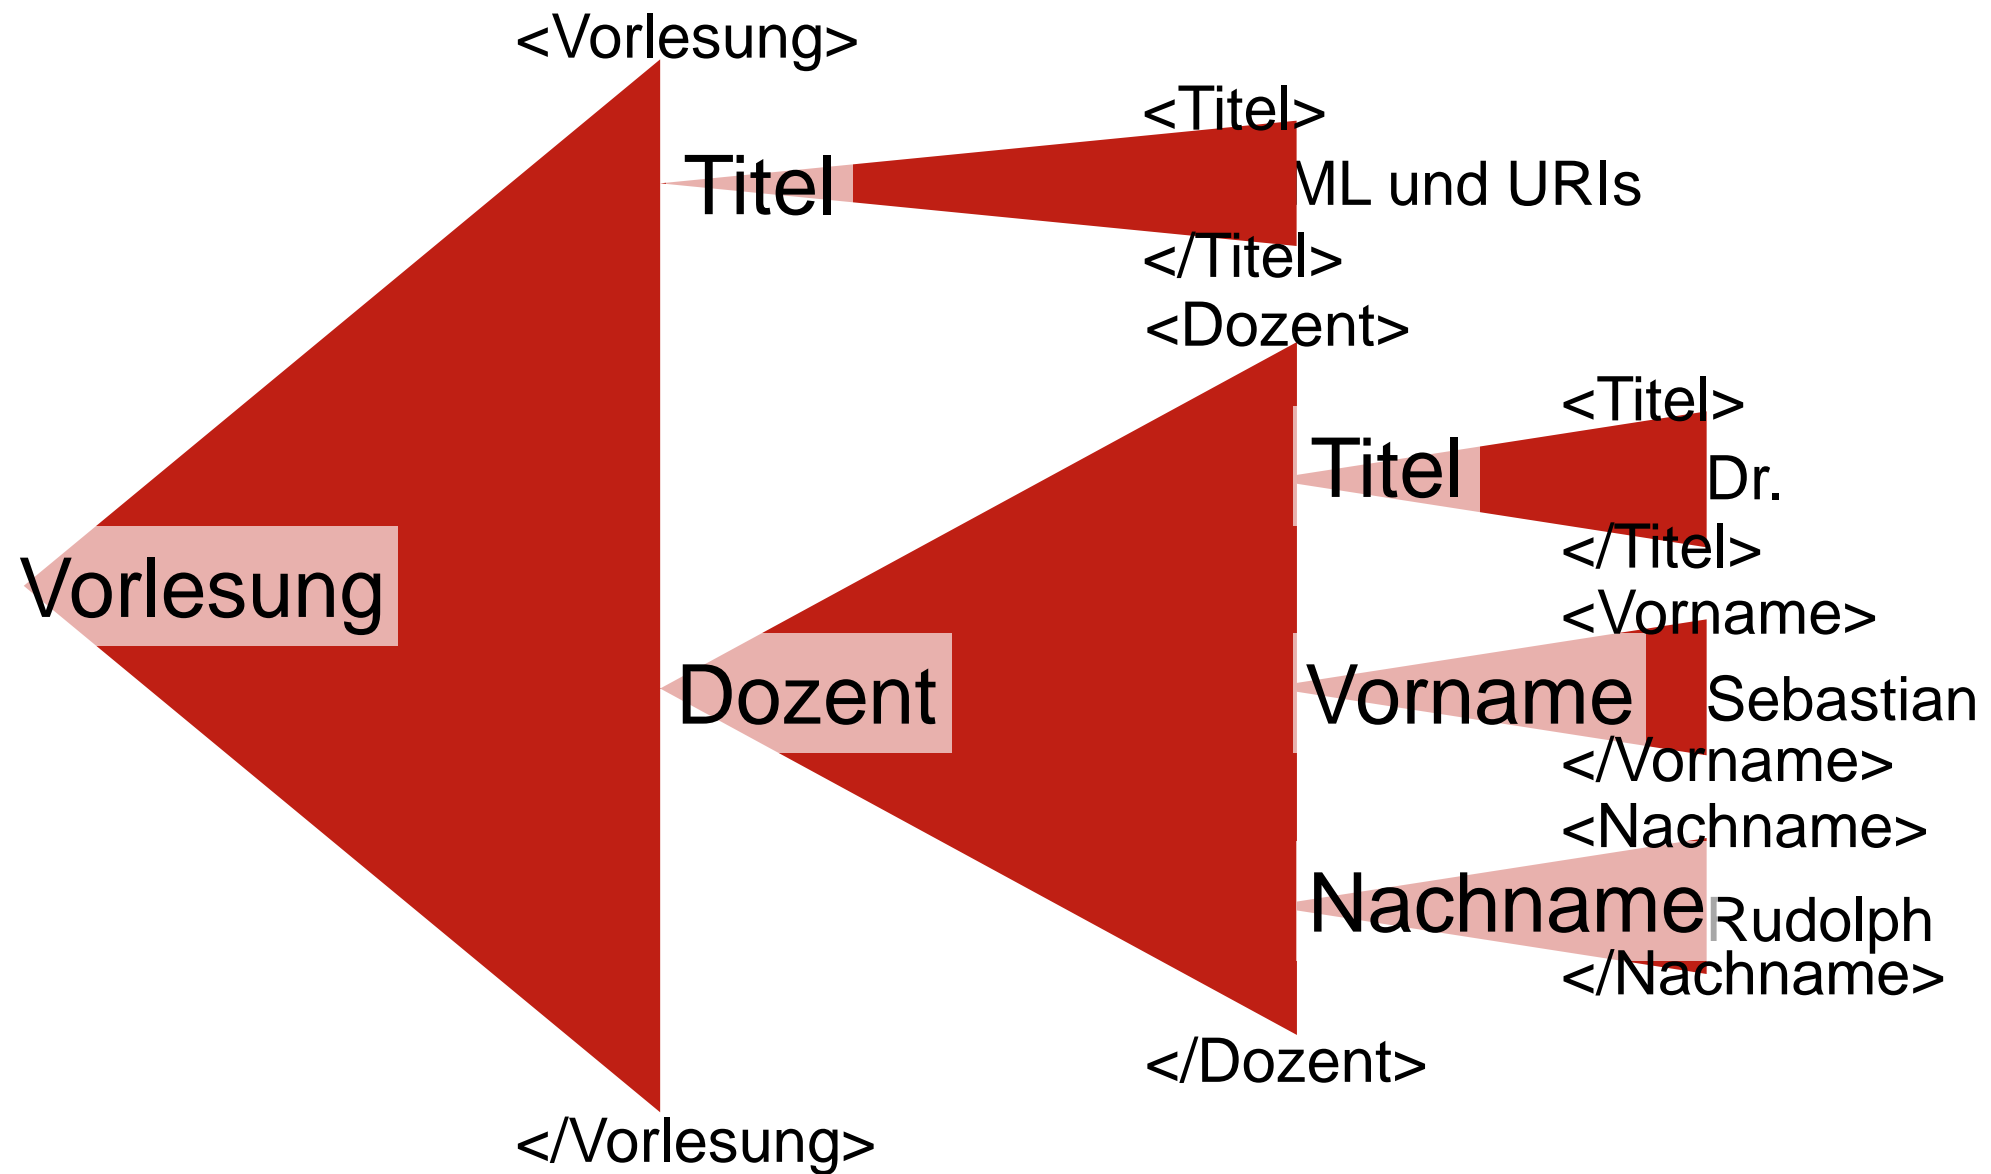 <Vorlesung>
<Titel>
Titel
ML und URIs
</Titel>
<Dozent>
<Titel>
Titel
Dr.
</Titel>
Vorlesung
<Vorname>
Dozent
Vorname
Sebastian
</Vorname>
<Nachname>
Nachname
Rudolph
</Nachname>
</Dozent>
</Vorlesung>